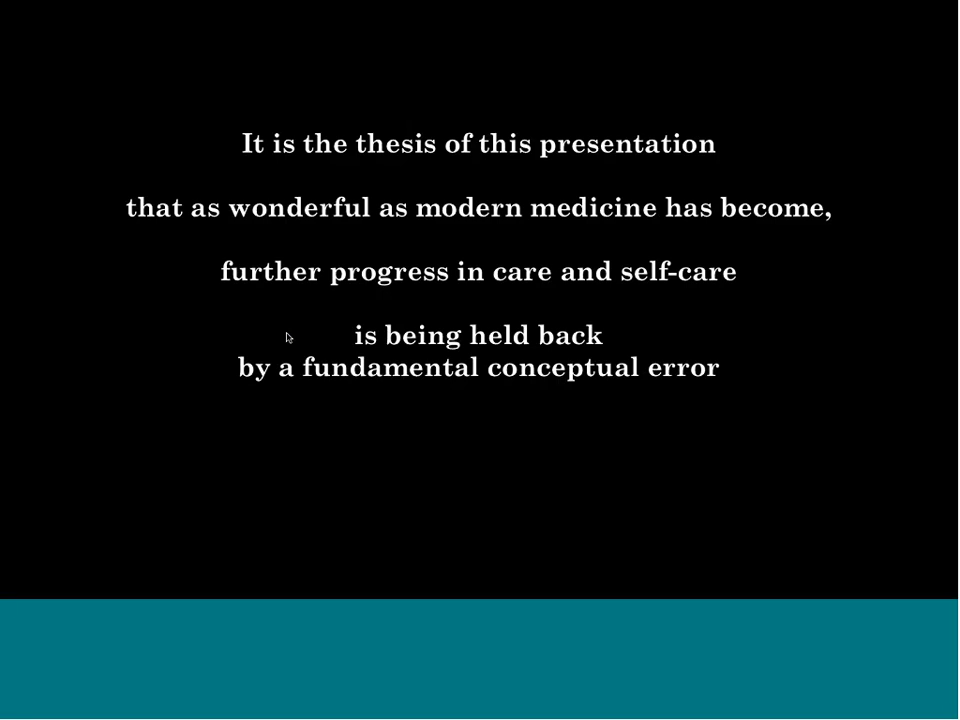 It is the thesis of this presentation
that as wonderful as modern medicine has become,
further progress in care and self-care
is being held back
by a fundamental conceptual error